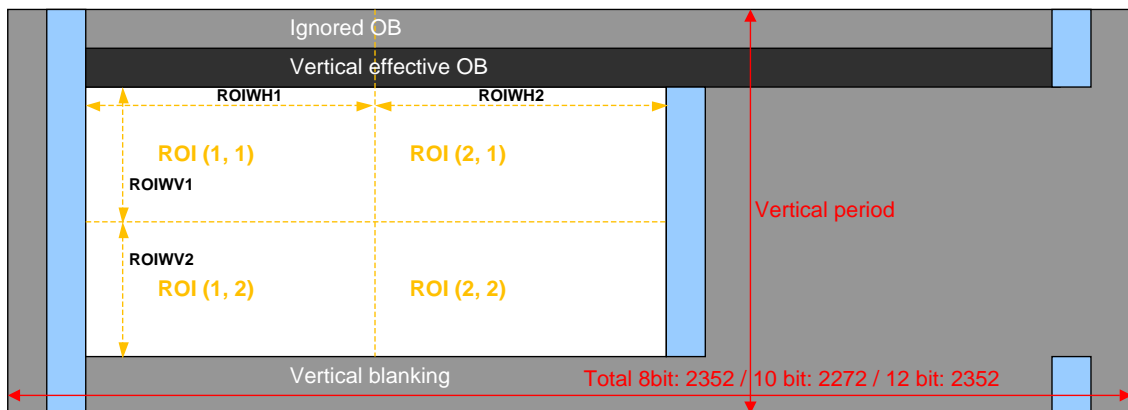 Ignored OB
Vertical effective OB
ROIWH1 ROIWH2
ROI (1, 1) ROI (2, 1)
ROIWV1
Vertical period
ROIWV2
ROI (1, 2) ROI (2, 2)
Vertical blanking
Total 8bit: 2352 / 10 bit: 2272 / 12 bit: 2352